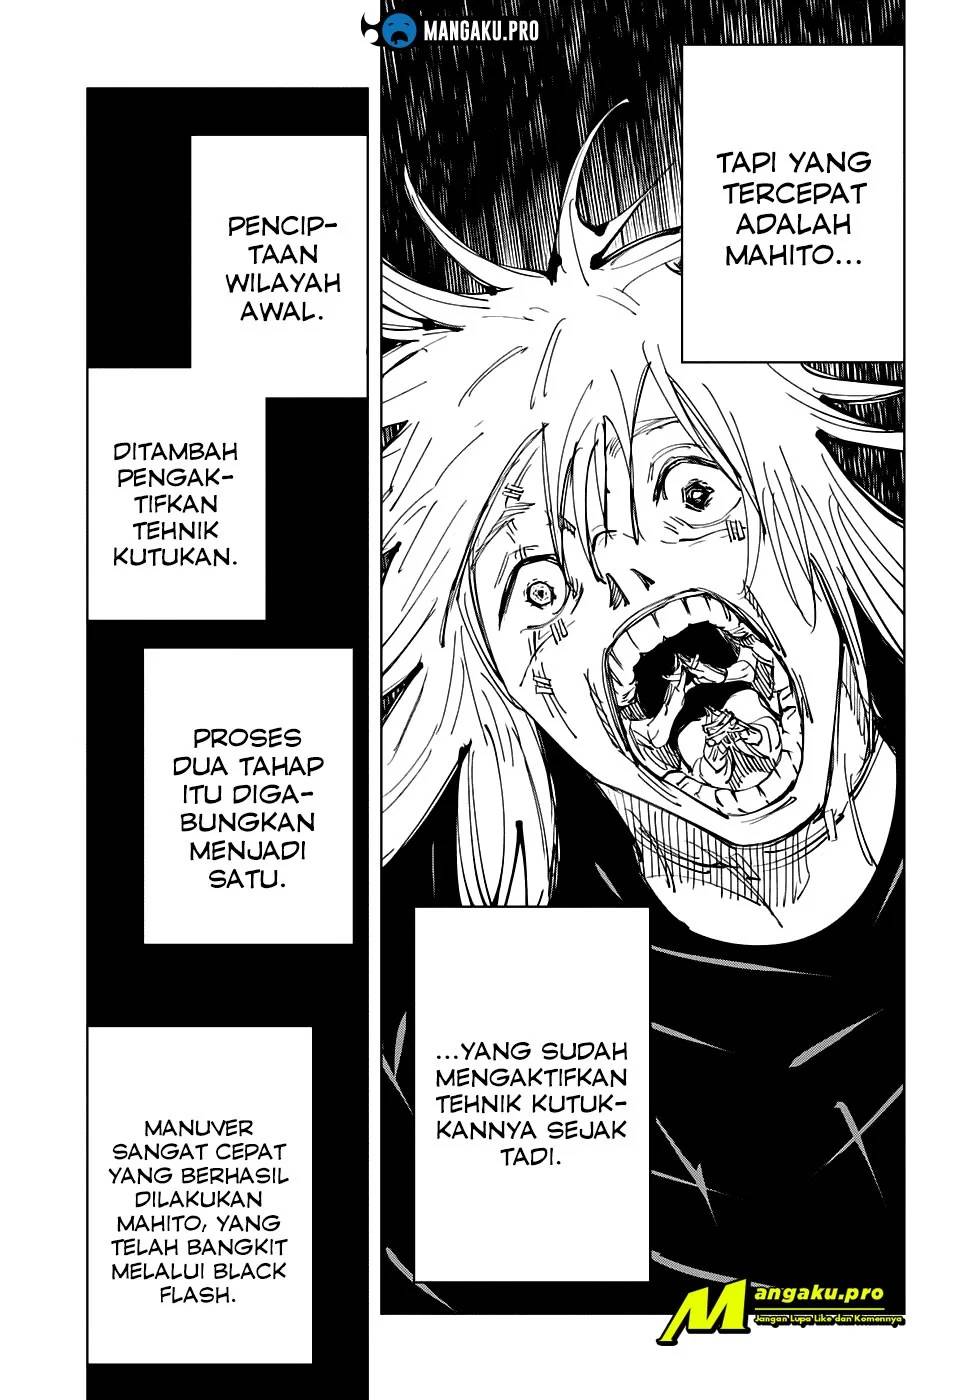 MANGAKU.PRO
TAPI YANG
TERCEPAT
ADALAH
MAHITO...
...YANG SUDAH
MENGAKTIFKAN
TEHNIK KUTUK-
KANNYA SEJAK
TADI.
PENCIP-
TAAN
WILAYAH
AWAL.
DITAMBAH
PENGAK-
TIFKAN
TEHNIK
KUTUKAN.
PROSES
DUA TAHAP
ITU DIGA-
BUNGKAN
MENJADI
SATU.
MANUVER
SANGAT CEPAT
YANG BERHASIL
DILAKUKAN
MAHITO, YANG
TELAH BANGKIT
MELALUI BLACK
FLASH.
Mangaku.pro
Jangan Lupa Like dan Komennya